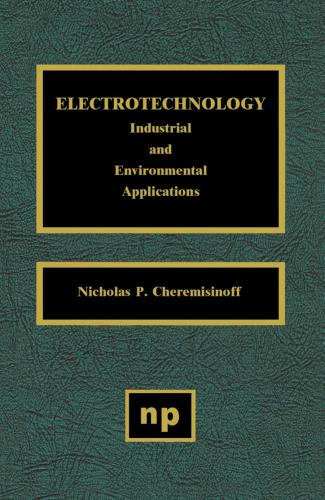 ELECTROTECHNOLOGY
Industrial
and
Environmental
Applications
Nicholas P. Cheremisinoff
np